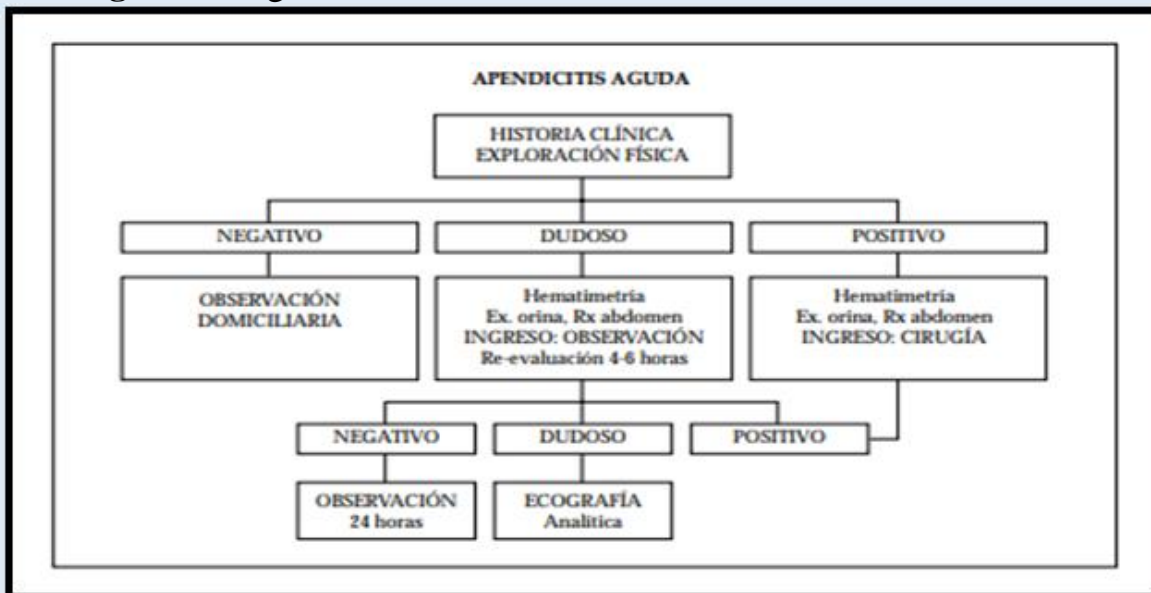 APENDICITIS AGUDA
HISTORIA CLÍNICA
EXPLORACIÓN FÍSICA
NEGATIVO
DUDOSO
POSITIVO
OBSERVACIÓN
DOMICILIARIA
Hematimetría
Ex. orina, Rx abdomen
INGRESO: OBSERVACIÓN
Re-evaluación 4-6 horas
Hematimetría
Ex. orina, Rx abdomen
INGRESO: CIRUGÍA
NEGATIVO
DUDOSO
POSITIVO
OBSERVACIÓN
24 horas
ECOGRAFÍA
Analítica